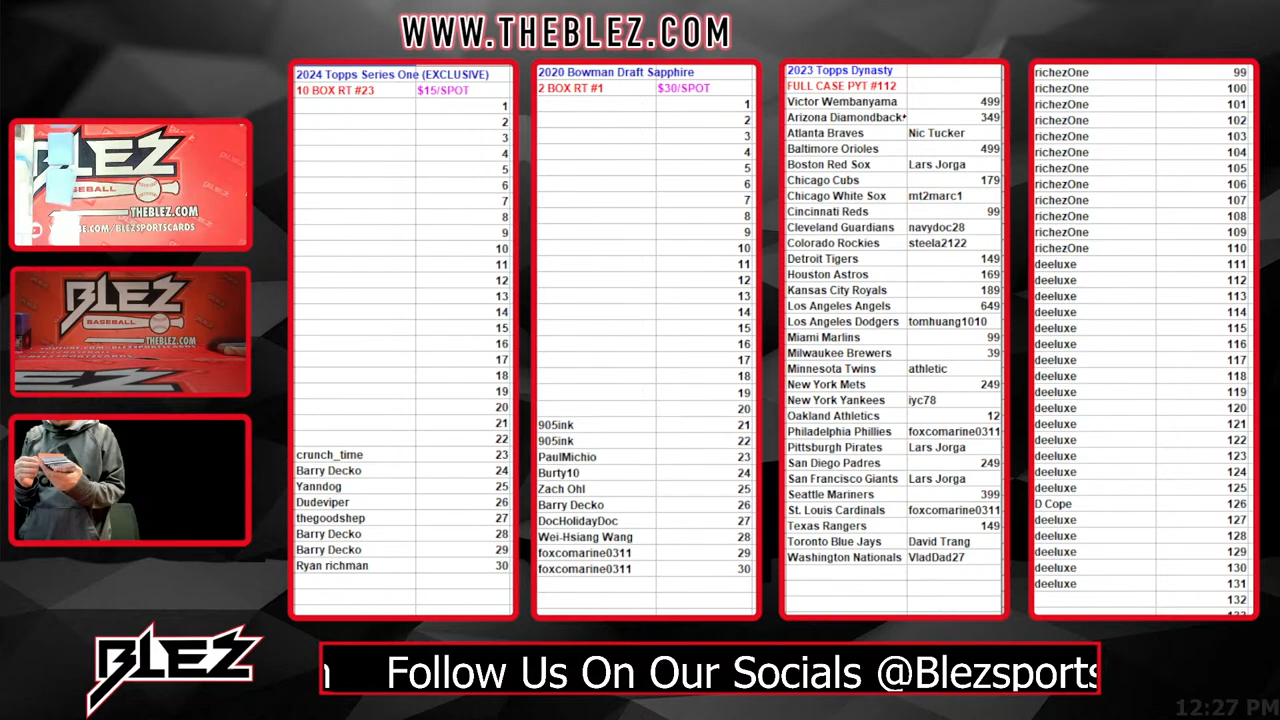 WWW.THEBLEZ.COM
BLEZ
BASEBALL
THEBLEZ.COM
BLEZ
BASEBALL
THEBLEZ.COM
2024 Topps Series One (EXCLUSIVE)
10 BOX RT #23 $15/SPOT
1
2
3
4
5
6
7
8
9
10
11
12
13
14
15
16
17
18
19
20
21
22
crunch_time 23
Barry Decko 24
Yanndog 25
Dudeviper 26
thegoodshep 27
Barry Decko 28
Barry Decko 29
Ryan richman 30
2020 Bowman Draft Sapphire
2 BOX RT #1 $30/SPOT
1
2
3
4
5
6
7
8
9
10
11
12
13
14
15
16
17
18
19
20
905ink 21
905ink 22
PaulMichio 23
Burty10 24
Zach Ohl 25
Barry Decko 26
DocHolidayDoc 27
Wei-Hsiang Wang 28
foxcomarine0311 29
foxcomarine0311 30
2023 Topps Dynasty
FULL CASE PYT #112
Victor Wembanyama 499
Arizona Diamondback 349
Atlanta Braves Nic Tucker
Baltimore Orioles 499
Boston Red Sox Lars Jorga
Chicago Cubs 179
Chicago White Sox mt2marc1
Cincinnati Reds 99
Cleveland Guardians navydoc28
Colorado Rockies steela2122
Detroit Tigers 149
Houston Astros 169
Kansas City Royals 189
Los Angeles Angels 649
Los Angeles Dodgers tomhuang1010
Miami Marlins 99
Milwaukee Brewers 39
Minnesota Twins athletic
New York Mets 249
New York Yankees iyc78
Oakland Athletics 12
Philadelphia Phillies foxcomarine0311
Pittsburgh Pirates Lars Jorga
San Diego Padres 249
San Francisco Giants Lars Jorga
Seattle Mariners 399
St. Louis Cardinals foxcomarine0311
Texas Rangers 149
Toronto Blue Jays David Trang
Washington Nationals VladDad27
richezOne 99
richezOne 100
richezOne 101
richezOne 102
richezOne 103
richezOne 104
richezOne 105
richezOne 106
richezOne 107
richezOne 108
richezOne 109
richezOne 110
deeluxe 111
deeluxe 112
deeluxe 113
deeluxe 114
deeluxe 115
deeluxe 116
deeluxe 117
deeluxe 118
deeluxe 119
deeluxe 120
deeluxe 121
deeluxe 122
deeluxe 123
deeluxe 124
deeluxe 125
D Cope 126
deeluxe 127
deeluxe 128
deeluxe 129
deeluxe 130
deeluxe 131
132
BLEZ
Follow Us On Our Socials @Blezsports
12:27 PM